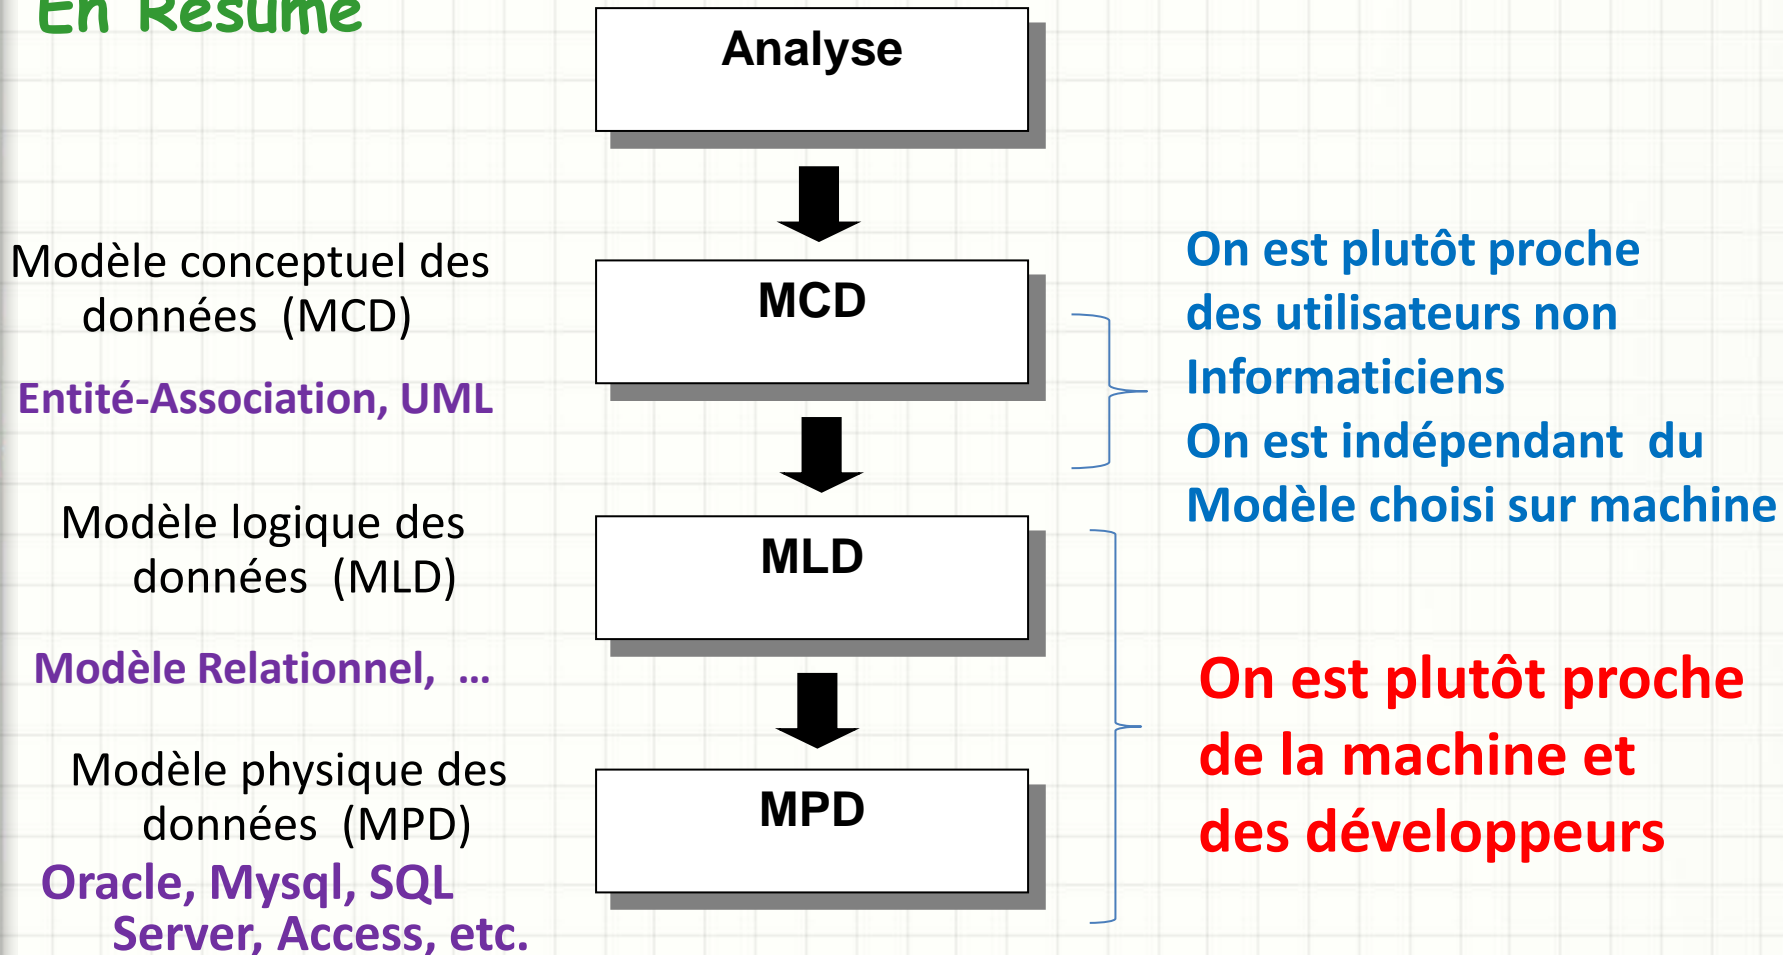 En Résumé
Analyse
Modèle conceptuel des
données (MCD)
Entité-Association, UML
MCD
On est plutôt proche
des utilisateurs non
Informaticiens
On est indépendant du
Modèle choisi sur machine
Modèle logique des
données (MLD)
Modèle Relationnel, ...
MLD
Modèle physique des
données (MPD)
Oracle, Mysql, SQL
Server, Access, etc.
MPD
On est plutôt proche
de la machine et
des développeurs